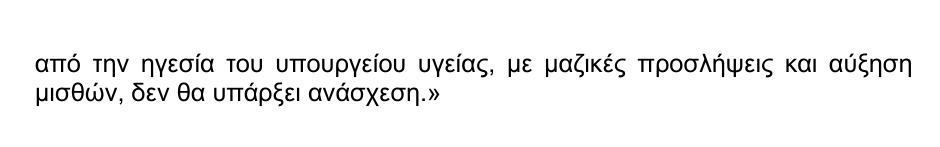 από την ηγεσία του υπουργείου υγείας, με μαζικές προσλήψεις και αύξηση
μισθών, δεν θα υπάρξει ανάσχεση.»